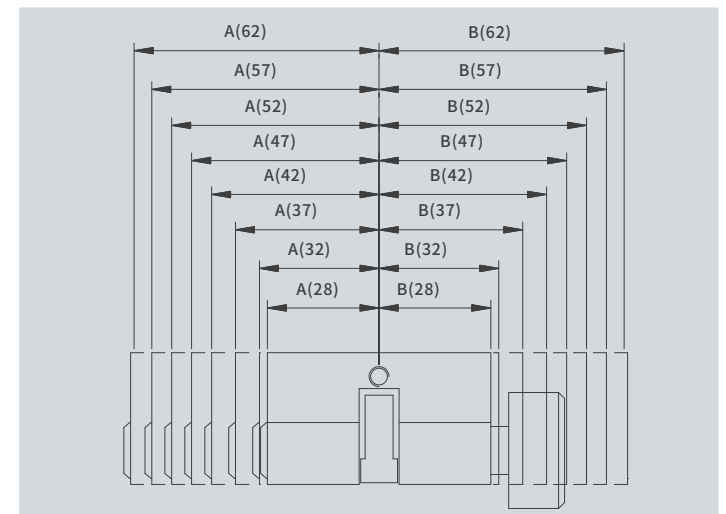 A(62) B(62)
A(57) B(57)
A(52) B(52)
A(47) B(47)
A(42) B(42)
A(37) B(37)
A(32) B(32)
A(28) B(28)